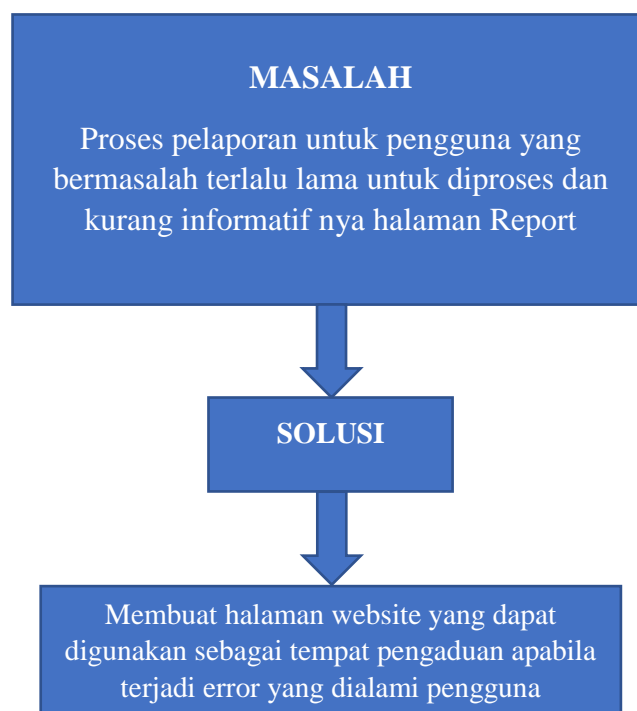 MASALAH
Proses pelaporan untuk pengguna yang
bermasalah terlalu lama untuk diproses dan
kurang informatif nya halaman Report
SOLUSI
Membuat halaman website yang dapat
digunakan sebagai tempat pengaduan apabila
terjadi error yang dialami pengguna